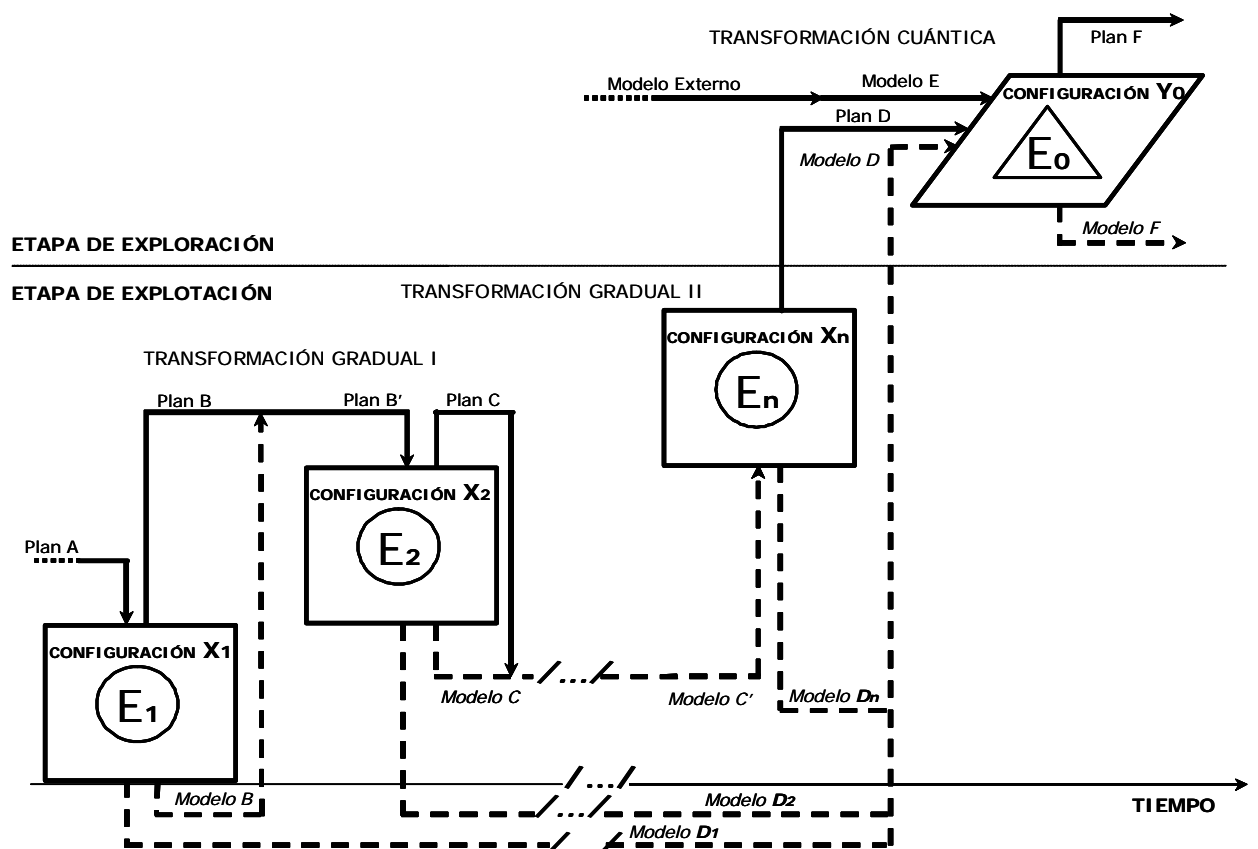 TRANSFORMACIÓN CUÁNTICA
Plan F
Modelo Externo
Modelo E
CONFIGURACIÓN Y0
Plan D
E0
Modelo D
Modelo F
ETAPA DE EXPLORACIÓN
ETAPA DE EXPLOTACIÓN
TRANSFORMACIÓN GRADUAL II
CONFIGURACIÓN Xn
En
TRANSFORMACIÓN GRADUAL I
Plan B
Plan B’
Plan C
CONFIGURACIÓN X2
E2
Plan A
CONFIGURACIÓN X1
E1
...
Modelo C
Modelo C’
Modelo Dn
...
Modelo B
Modelo D2
...
TIEMPO
Modelo D1